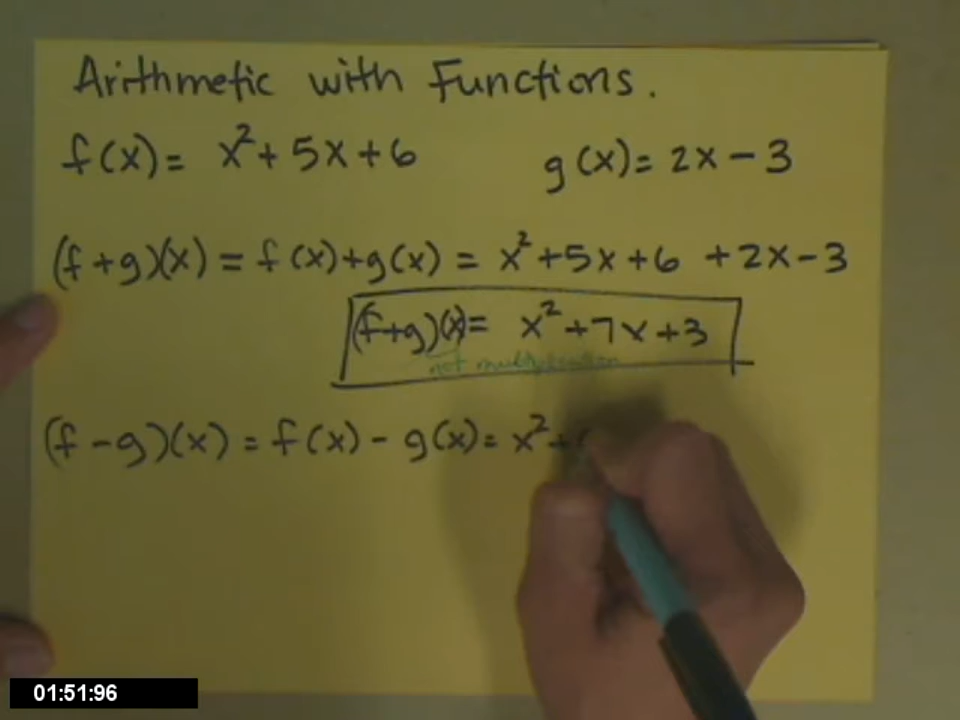 Arithmetic with Functions.
f(x) = x² + 5x + 6 g(x) = 2x - 3
(f + g)(x) = f(x) + g(x) = x² + 5x + 6 + 2x - 3
(f + g)(x) = x² + 7x + 3
not multiplication
(f - g)(x) = f(x) - g(x) = x² +
01:51:96